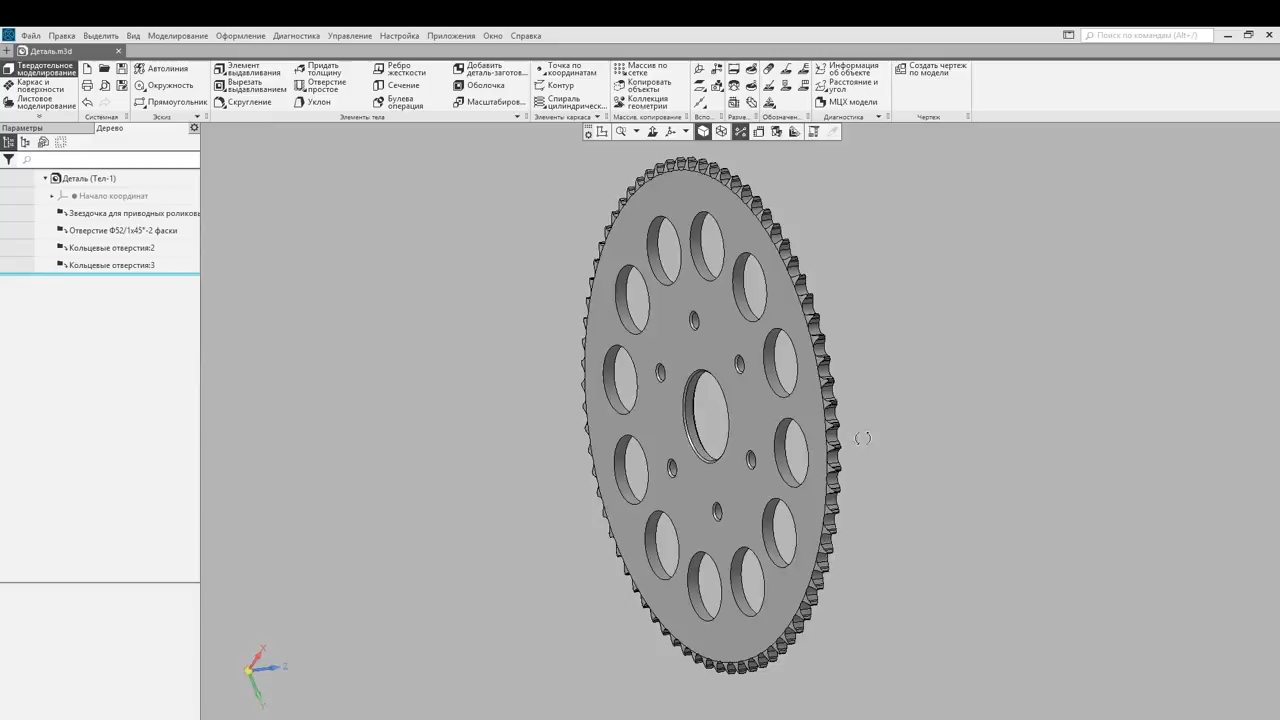 Файл Правка Выделить Вид Моделирование Оформление Диагностика Управление Настройка Приложения Окно Справка
Поиск по командам (Alt+/)
Деталь.m3d
Твердотельное моделирование
Каркас и поверхности
Листовое моделирование
Системная
Автолиния
Окружность
Прямоугольник
Эскиз
Элемент выдавливания
Вырезать выдавливанием
Скругление
Придать толщину
Отверстие простое
Уклон
Ребро жесткости
Сечение
Булева операция
Добавить деталь-заготов...
Оболочка
Масштабиров...
Элементы тела
Точка по координатам
Контур
Спираль цилиндрическ...
Элементы каркаса
Массив по сетке
Копировать объекты
Коллекция геометрии
Массив, копирование
Вспо...
Разме...
Обозначен...
Информация об объекте
Расстояние и угол
МЦХ модели
Диагностика
Создать чертеж по модели
Чертеж
Параметры
Дерево
Деталь (Тел-1)
Начало координат
Звездочка для приводных роликовы
Отверстие Ф52/1x45°-2 фаски
Кольцевые отверстия:2
Кольцевые отверстия:3
X
Z
Y